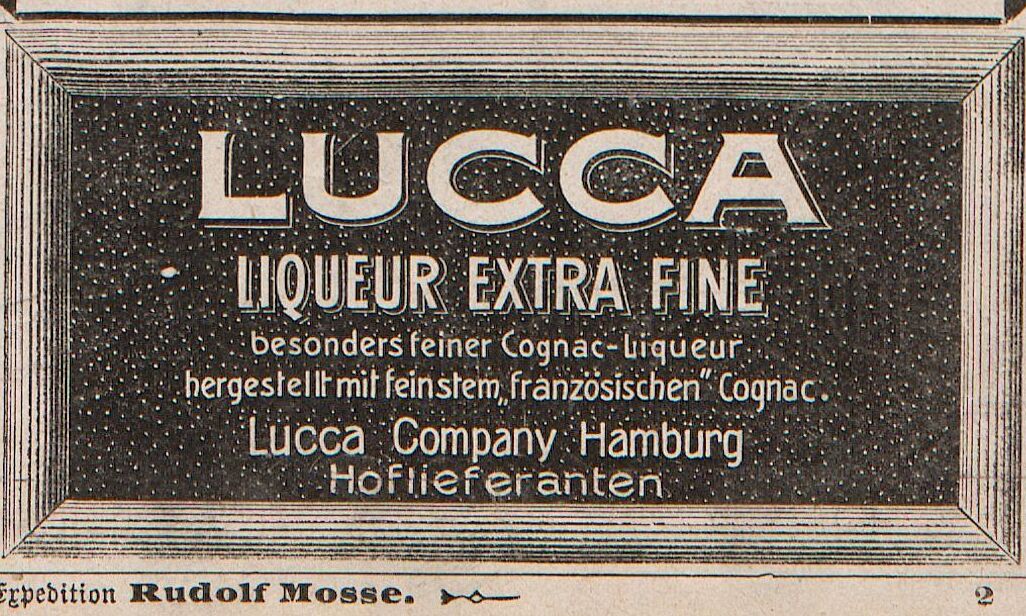 LUCCA
LIQUEUR EXTRA FINE
besonders feiner Cognac-Liqueur
hergestellt mit feinstem „französischen" Cognac.
Lucca Company Hamburg
Hoflieferanten
Expedition Rudolf Mosse. 2